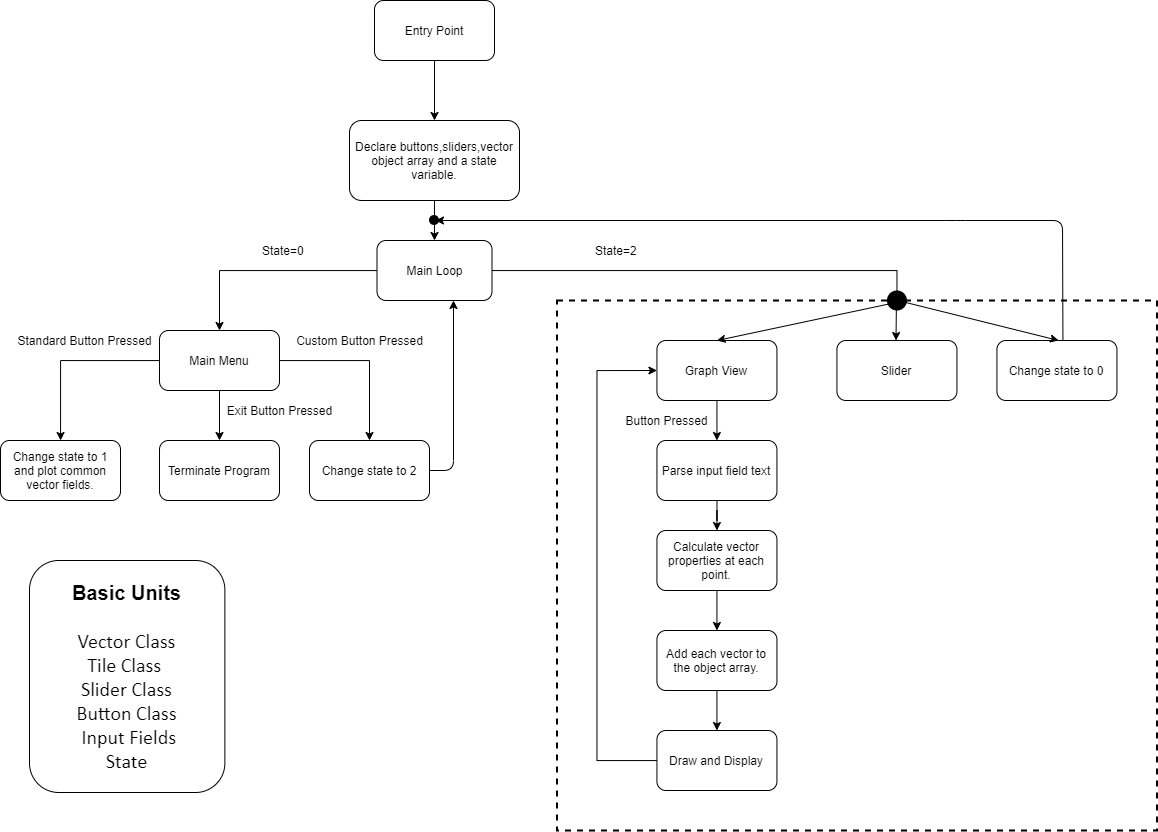 Entry Point
Declare buttons,sliders,vector
object array and a state
variable.
State=0
State=2
Main Loop
Standard Button Pressed
Custom Button Pressed
Main Menu
Exit Button Pressed
Change state to 1
and plot common
vector fields.
Terminate Program
Change state to 2
Graph View
Slider
Change state to 0
Button Pressed
Parse input field text
Calculate vector
properties at each
point.
Add each vector to
the object array.
Draw and Display
Basic Units
Vector Class
Tile Class
Slider Class
Button Class
Input Fields
State